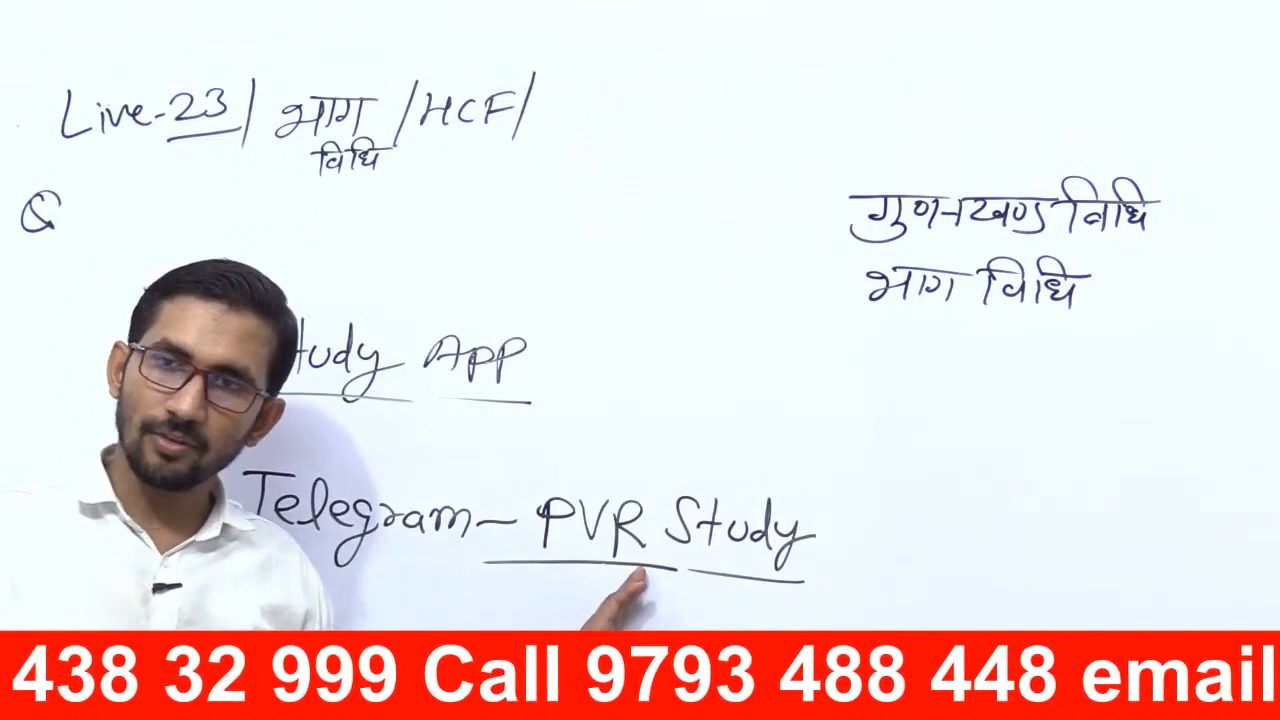 Live-23 / भाग / HCF /
विधि
Q
गुणनखण्ड विधि
भाग विधि
tudy App
Telegram - PVR Study
438 32 999 Call 9793 488 448 email